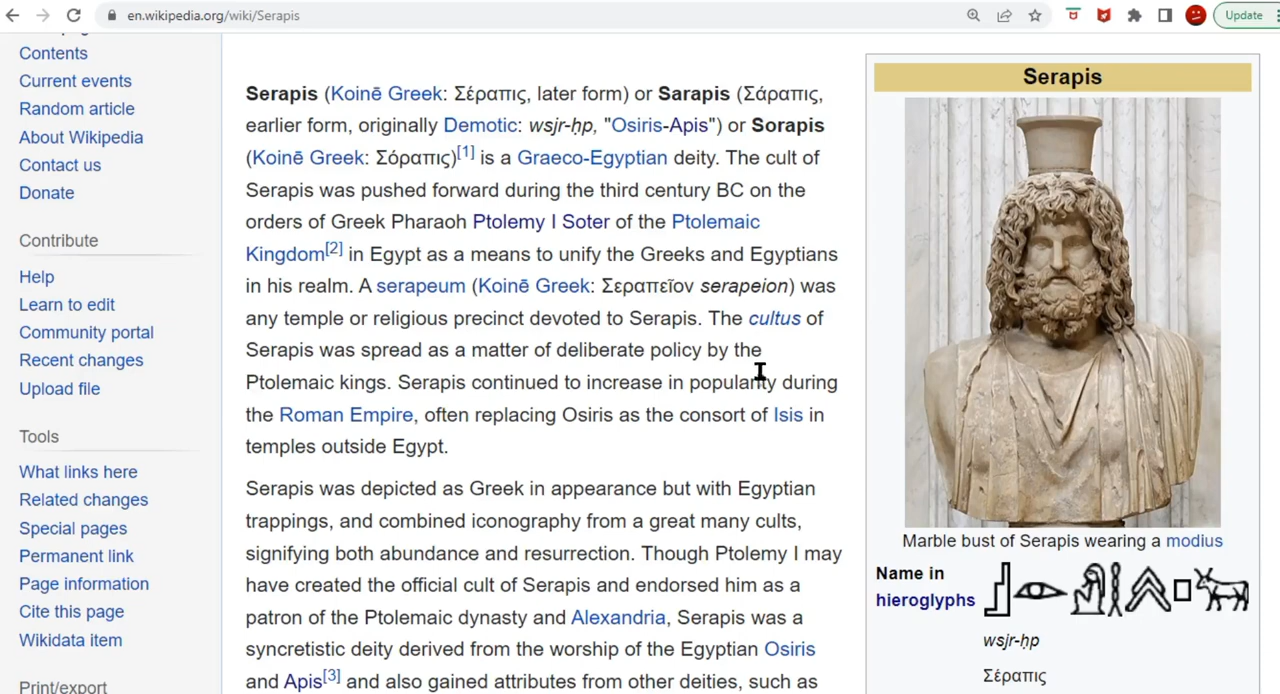 en.wikipedia.org/wiki/Serapis
Update
Contents
Current events
Random article
About Wikipedia
Contact us
Donate
Contribute
Help
Learn to edit
Community portal
Recent changes
Upload file
Tools
What links here
Related changes
Special pages
Permanent link
Page information
Cite this page
Wikidata item
Print/export
Serapis (Koinē Greek: Σέραπις, later form) or Sarapis (Σάραπις,
earlier form, originally Demotic: wsjr-ḥp, "Osiris-Apis") or Sorapis
(Koinē Greek: Σόραπις)[1] is a Graeco-Egyptian deity. The cult of
Serapis was pushed forward during the third century BC on the
orders of Greek Pharaoh Ptolemy I Soter of the Ptolemaic
Kingdom[2] in Egypt as a means to unify the Greeks and Egyptians
in his realm. A serapeum (Koinē Greek: Σεραπεῖον serapeion) was
any temple or religious precinct devoted to Serapis. The cultus of
Serapis was spread as a matter of deliberate policy by the
Ptolemaic kings. Serapis continued to increase in popularity during
the Roman Empire, often replacing Osiris as the consort of Isis in
temples outside Egypt.
Serapis was depicted as Greek in appearance but with Egyptian
trappings, and combined iconography from a great many cults,
signifying both abundance and resurrection. Though Ptolemy I may
have created the official cult of Serapis and endorsed him as a
patron of the Ptolemaic dynasty and Alexandria, Serapis was a
syncretistic deity derived from the worship of the Egyptian Osiris
and Apis[3] and also gained attributes from other deities, such as
Serapis
Marble bust of Serapis wearing a modius
Name in
hieroglyphs
wsjr-ḥp
Σέραπις